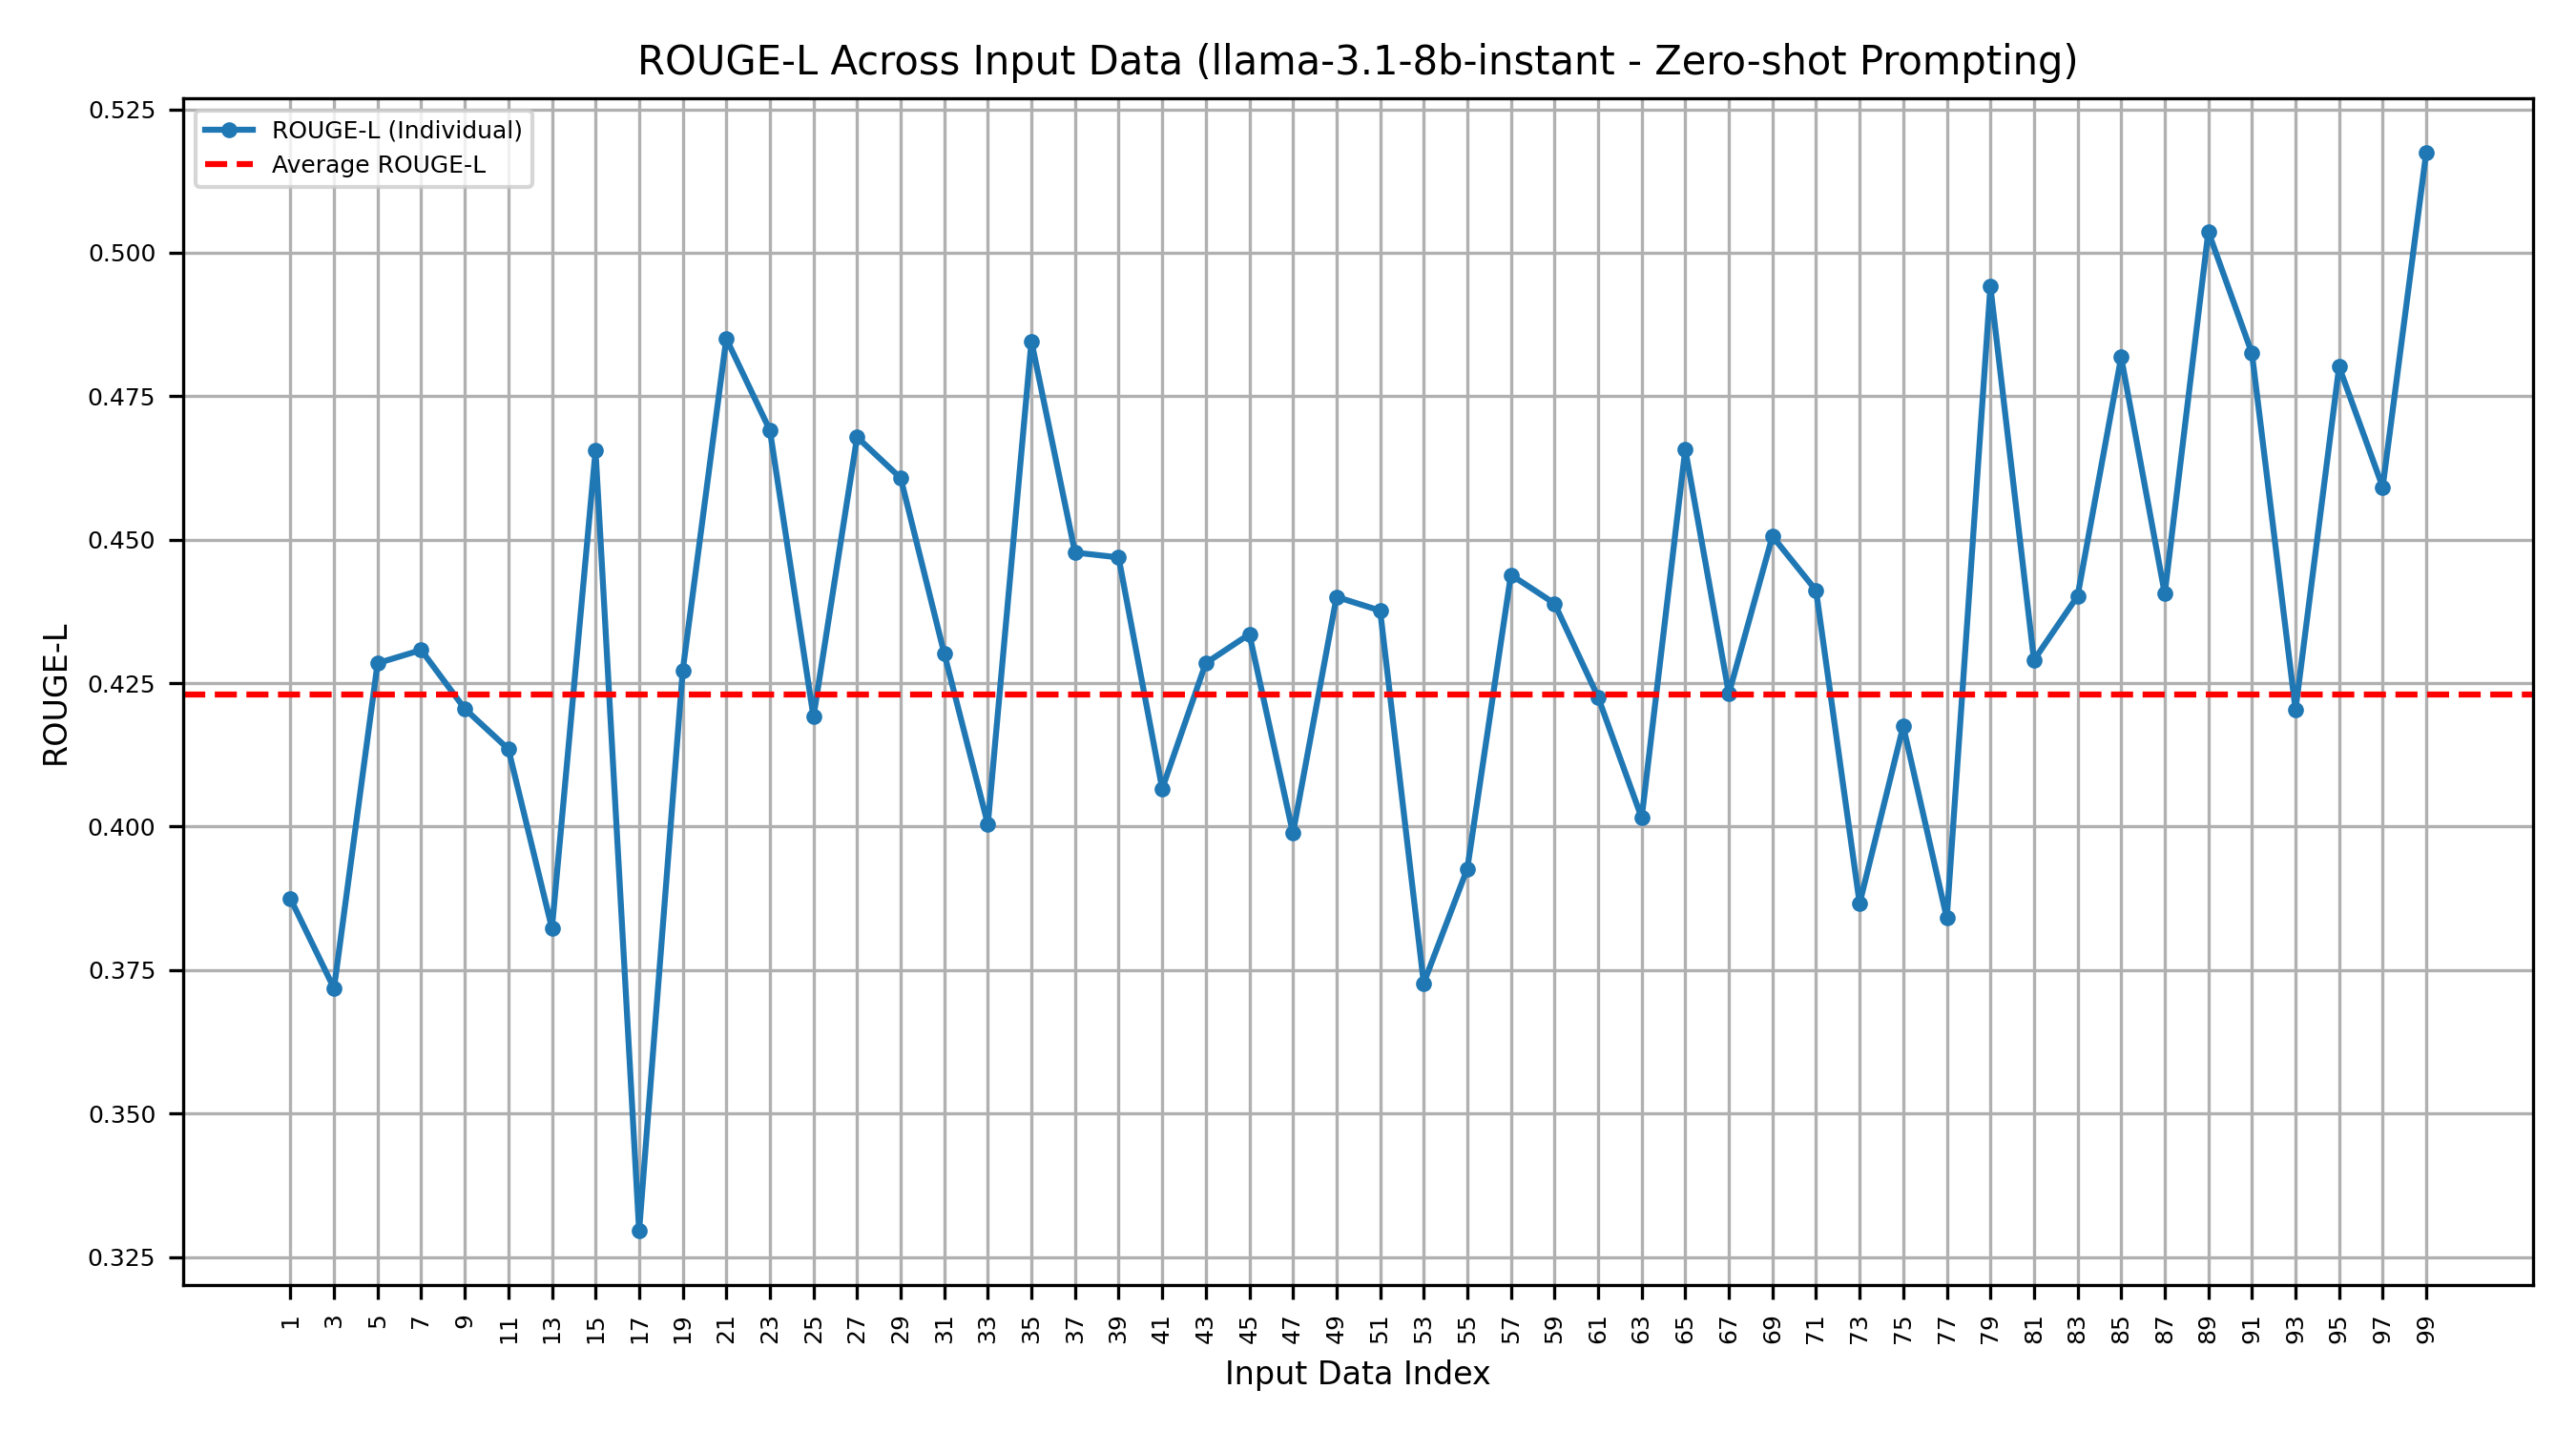 ROUGE-L Across Input Data (llama-3.1-8b-instant - Zero-shot Prompting)
ROUGE-L (Individual)
Average ROUGE-L
ROUGE-L
0.525
0.500
0.475
0.450
0.425
0.400
0.375
0.350
0.325
1 3 5 7 9 11 13 15 17 19 21 23 25 27 29 31 33 35 37 39 41 43 45 47 49 51 53 55 57 59 61 63 65 67 69 71 73 75 77 79 81 83 85 87 89 91 93 95 97 99
Input Data Index